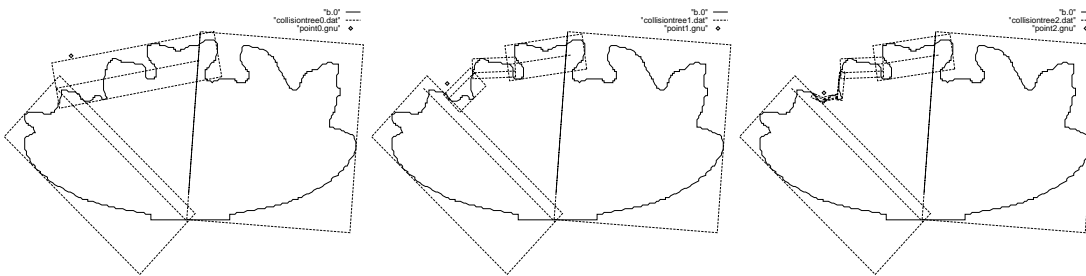 "b.0"
"collisiontree0.dat"
"point0.gnu"
"b.0"
"collisiontree1.dat"
"point1.gnu"
"b.0"
"collisiontree2.dat"
"point2.gnu"